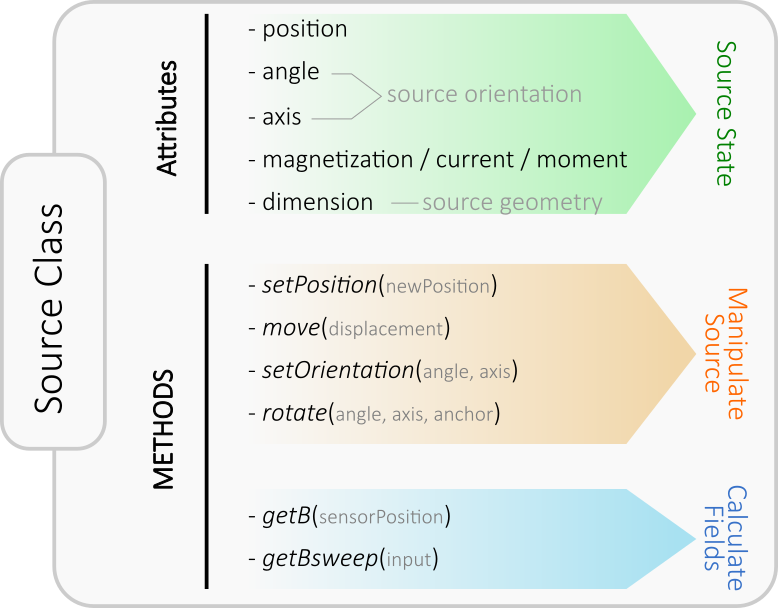 Source Class
Attributes
- position
- angle
source orientation
- axis
- magnetization / current / moment
- dimension
source geometry
Source State
METHODS
- setPosition(newPosition)
- move(displacement)
- setOrientation(angle, axis)
- rotate(angle, axis, anchor)
Manipulate
Source
- getB(sensorPosition)
- getBsweep(input)
Calculate
Fields